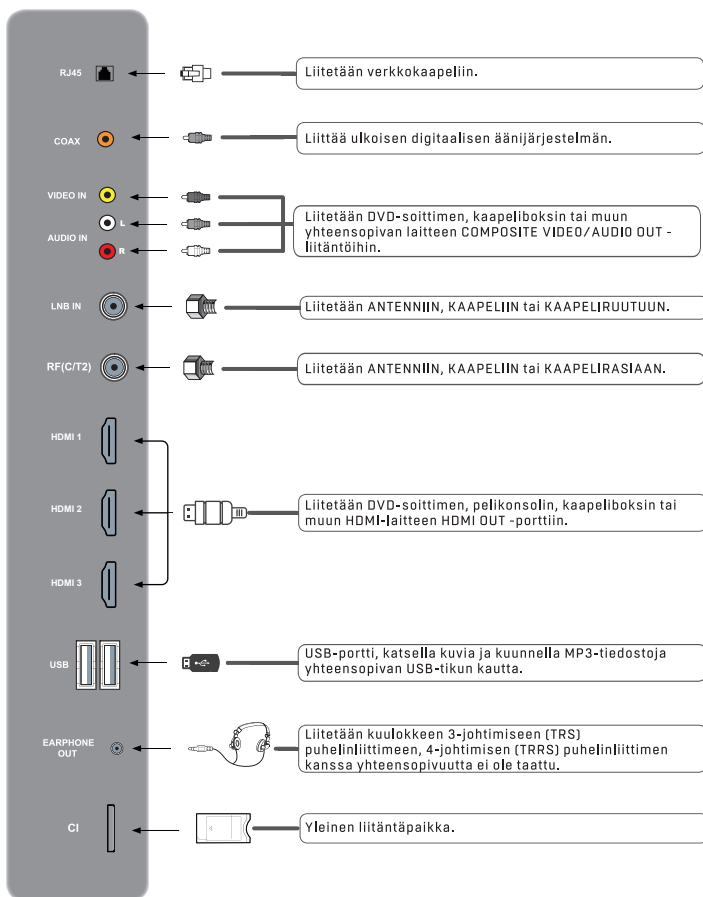 RJ45
Liitetään verkkokaapeliin.
COAX
Liittää ulkoisen digitaalisen äänijärjestelmän.
VIDEO IN
L
AUDIO IN
R
Liitetään DVD-soittimen, kaapeliboksin tai muun
yhteensopivan laitteen COMPOSITE VIDEO/AUDIO OUT -
liitäntöihin.
LNB IN
Liitetään ANTENNIIN, KAAPELIIN tai KAAPELIRUUTUUN.
RF(C/T2)
Liitetään ANTENNIIN, KAAPELIIN tai KAAPELIRASIAAN.
HDMI 1
HDMI 2
Liitetään DVD-soittimen, pelikonsolin, kaapeliboksin tai
muun HDMI-laitteen HDMI OUT -porttiin.
HDMI 3
USB
USB-portti, katsella kuvia ja kuunnella MP3-tiedostoja
yhteensopivan USB-tikun kautta.
EARPHONE
OUT
Liitetään kuulokkeen 3-johtimiseen (TRS)
puhelinliittimeen, 4-johtimisen (TRRS) puhelinliittimen
kanssa yhteensopivuutta ei ole taattu.
CI
Yleinen liitäntäpaikka.